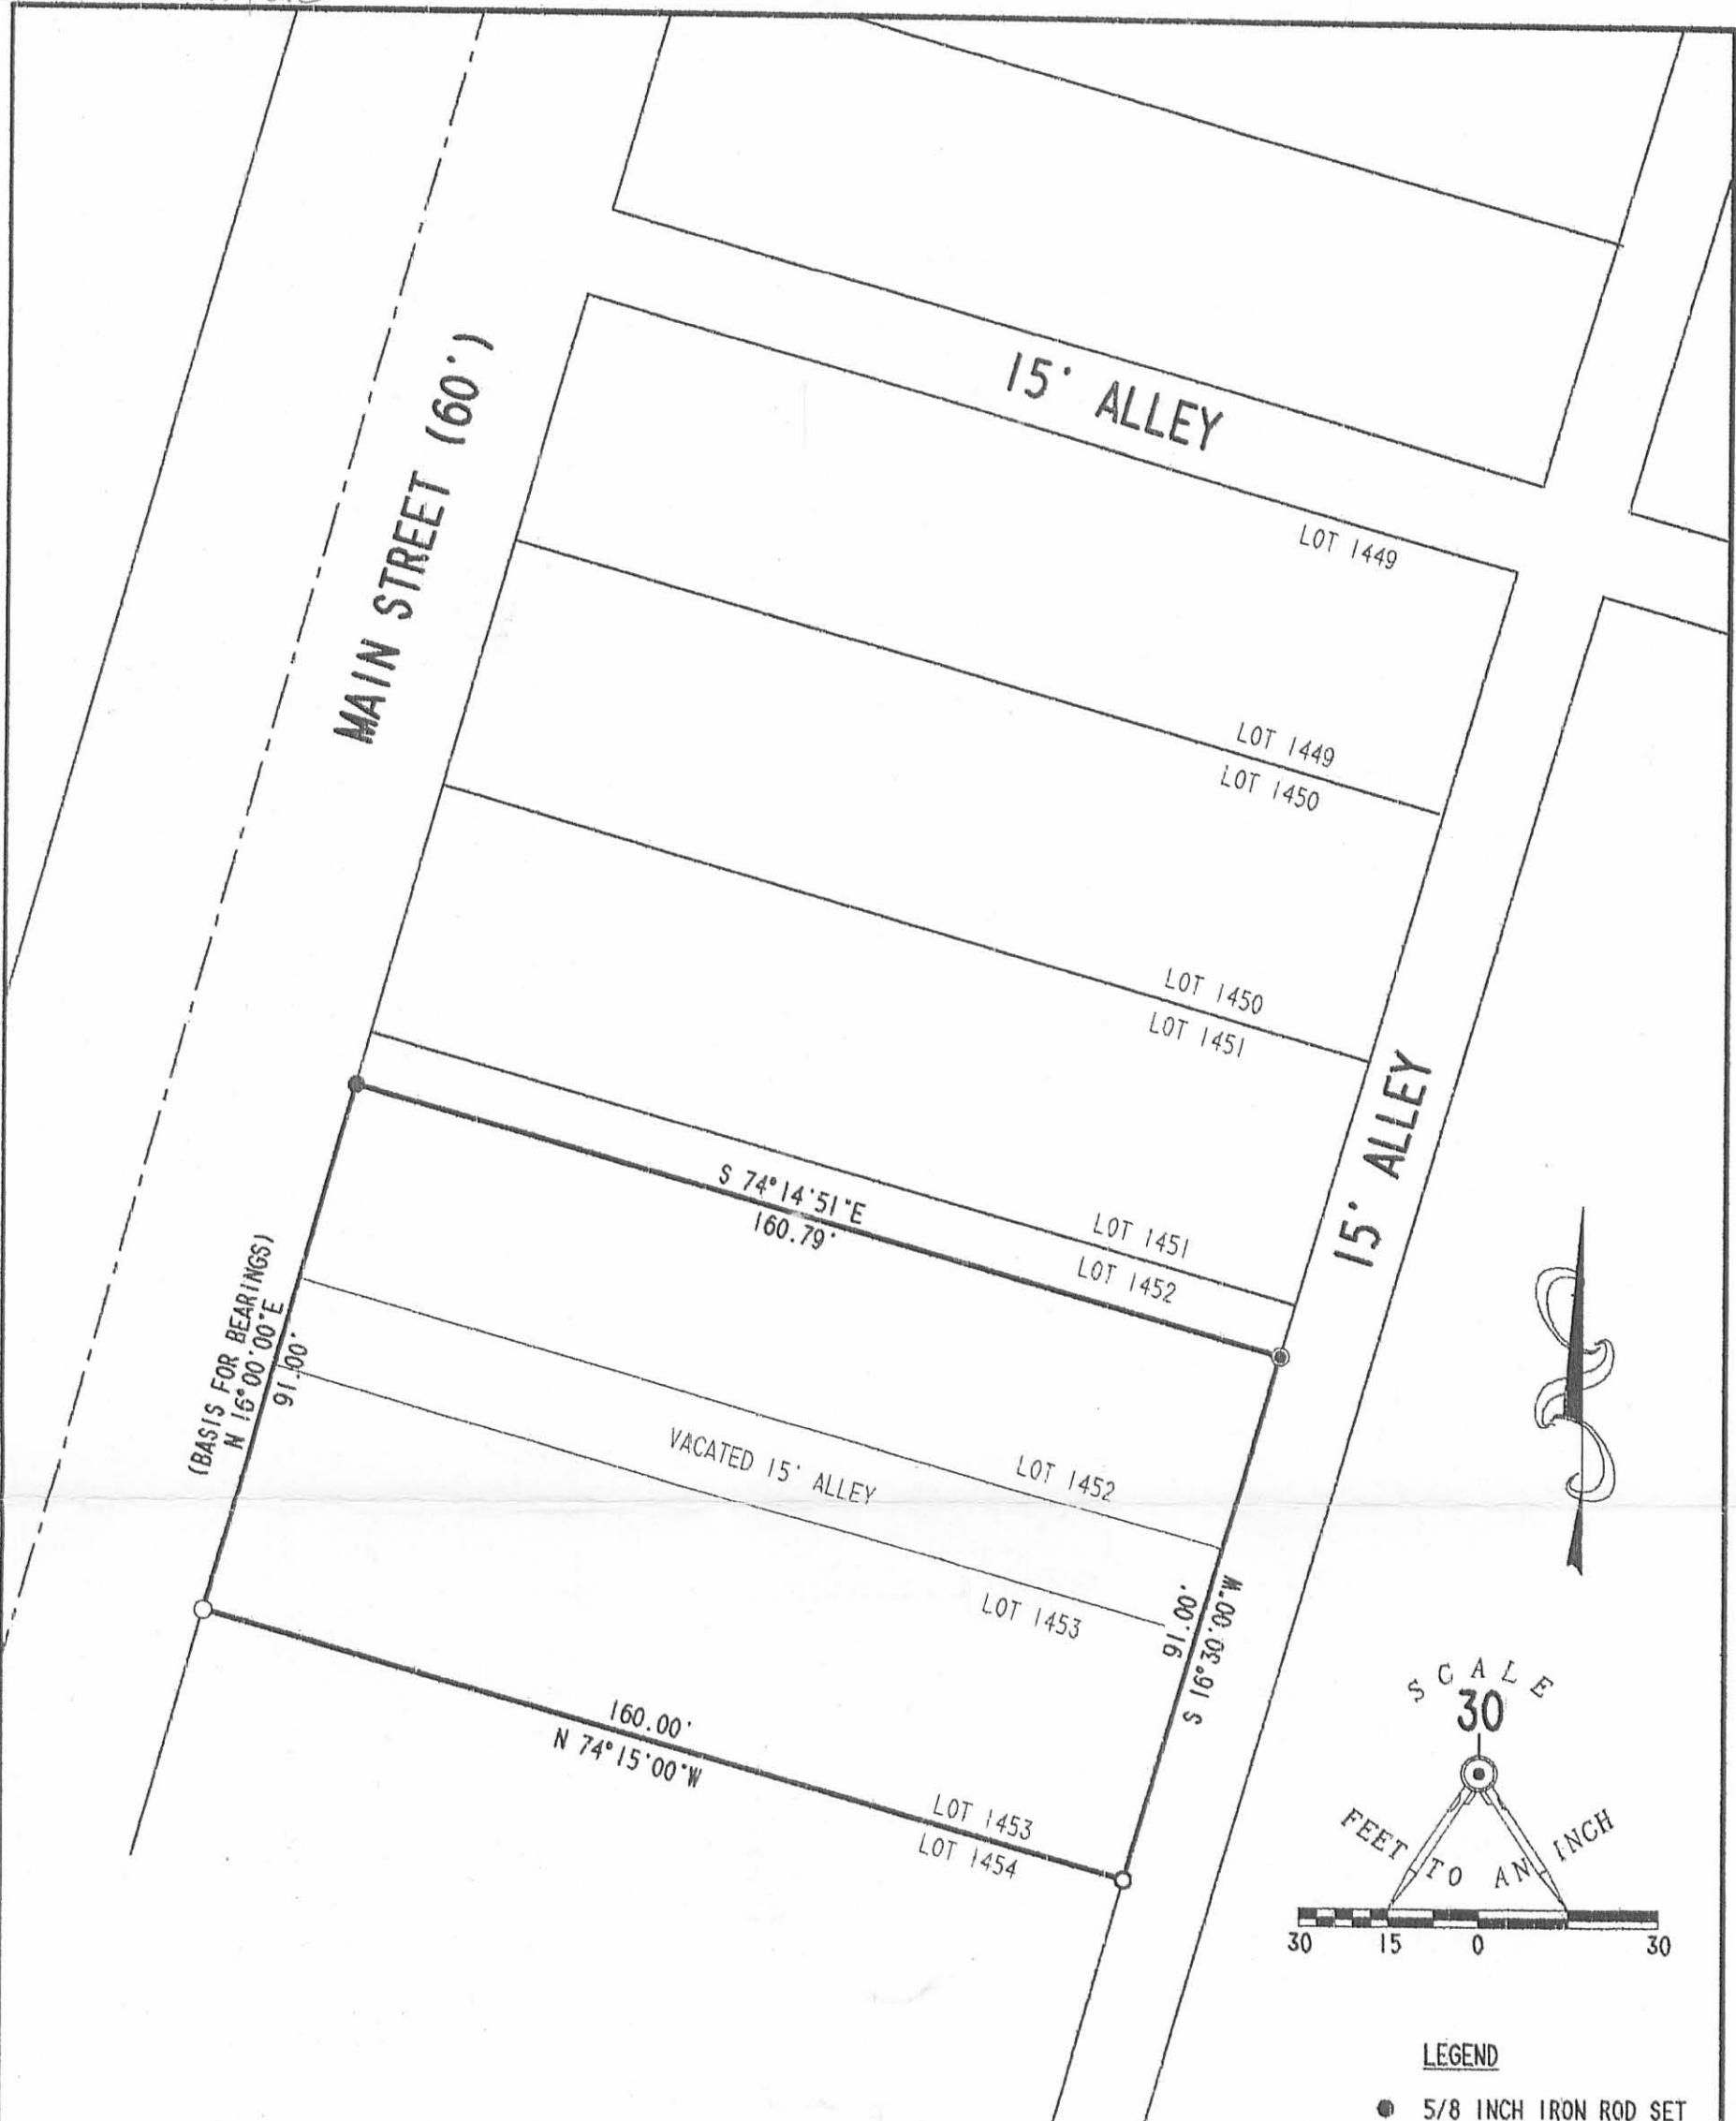 15' ALLEY
MAIN STREET (60')
LOT 1449
LOT 1449
LOT 1450
LOT 1450
LOT 1451
15' ALLEY
S 74°14'51"E
160.79'
LOT 1451
LOT 1452
(BASIS FOR BEARINGS)
N 16°00'00"E
91.00'
VACATED 15' ALLEY
LOT 1452
LOT 1453
91.00'
S 16°30'00"W
160.00'
N 74°15'00"W
LOT 1453
LOT 1454
SCALE
30
FEET TO AN INCH
30 15 0 30
LEGEND
5/8 INCH IRON ROD SET